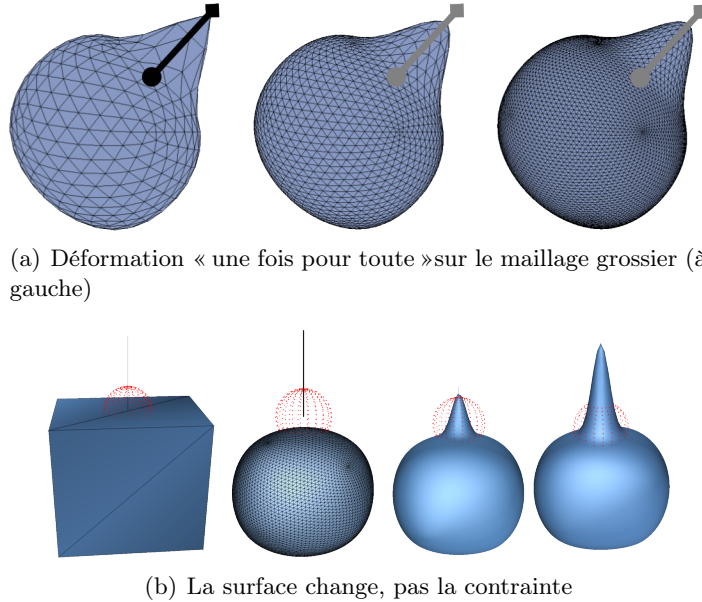 (a) Déformation « une fois pour toute »sur le maillage grossier (à
gauche)
(b) La surface change, pas la contrainte